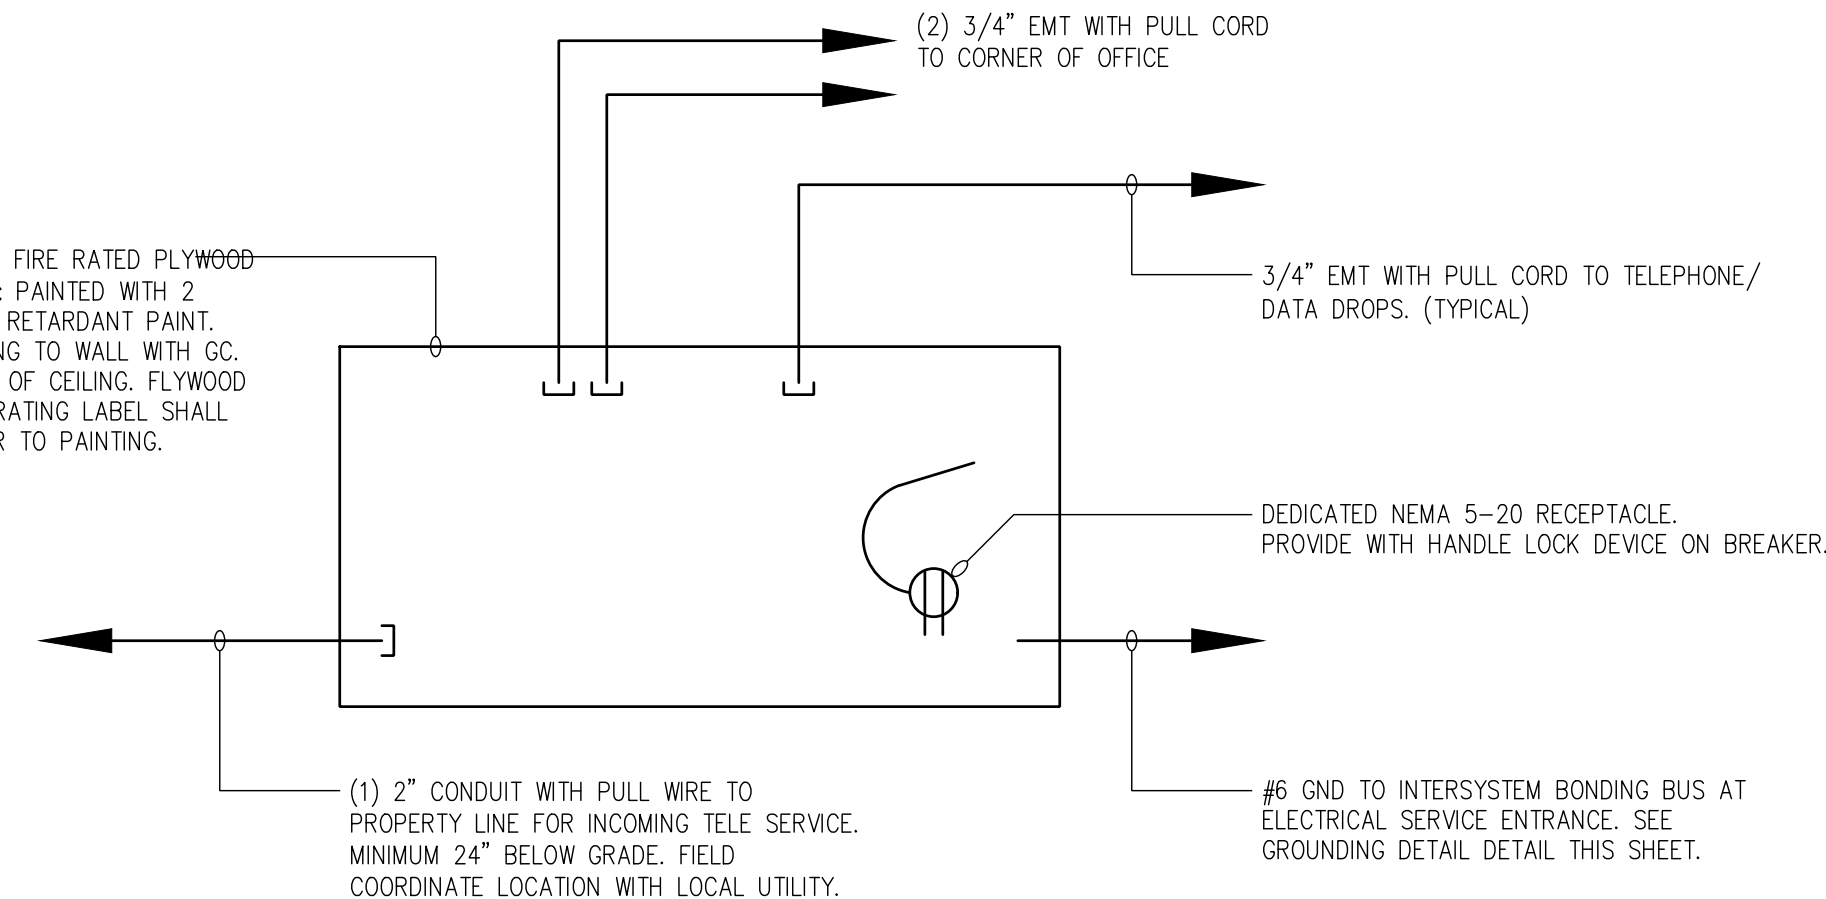 (2) 3/4" EMT WITH PULL CORD
TO CORNER OF OFFICE
FIRE RATED PLYWOOD
PAINTED WITH 2
RETARDANT PAINT.
TO WALL WITH GC.
OF CEILING. FLYWOOD
RATING LABEL SHALL
TO PAINTING.
3/4" EMT WITH PULL CORD TO TELEPHONE/
DATA DROPS. (TYPICAL)
DEDICATED NEMA 5-20 RECEPTACLE.
PROVIDE WITH HANDLE LOCK DEVICE ON BREAKER.
(1) 2" CONDUIT WITH PULL WIRE TO
PROPERTY LINE FOR INCOMING TELE SERVICE.
MINIMUM 24" BELOW GRADE. FIELD
COORDINATE LOCATION WITH LOCAL UTILITY.
#6 GND TO INTERSYSTEM BONDING BUS AT
ELECTRICAL SERVICE ENTRANCE. SEE
GROUNDING DETAIL DETAIL THIS SHEET.